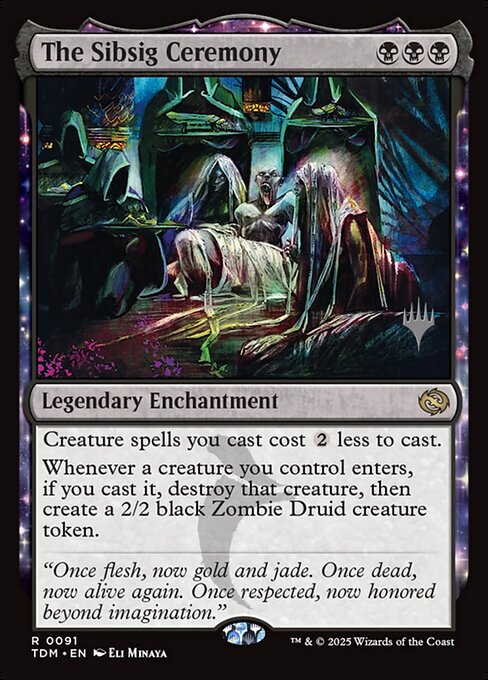 The Sibsig Ceremony
Legendary Enchantment
Creature spells you cast cost 2 less to cast.
Whenever a creature you control enters,
if you cast it, destroy that creature, then
create a 2/2 black Zombie Druid creature
token.
“Once flesh, now gold and jade. Once dead,
now alive again. Once respected, now honored
beyond imagination.”
R 0091
TDM • EN Eli Minaya
™ & © 2025 Wizards of the Coast